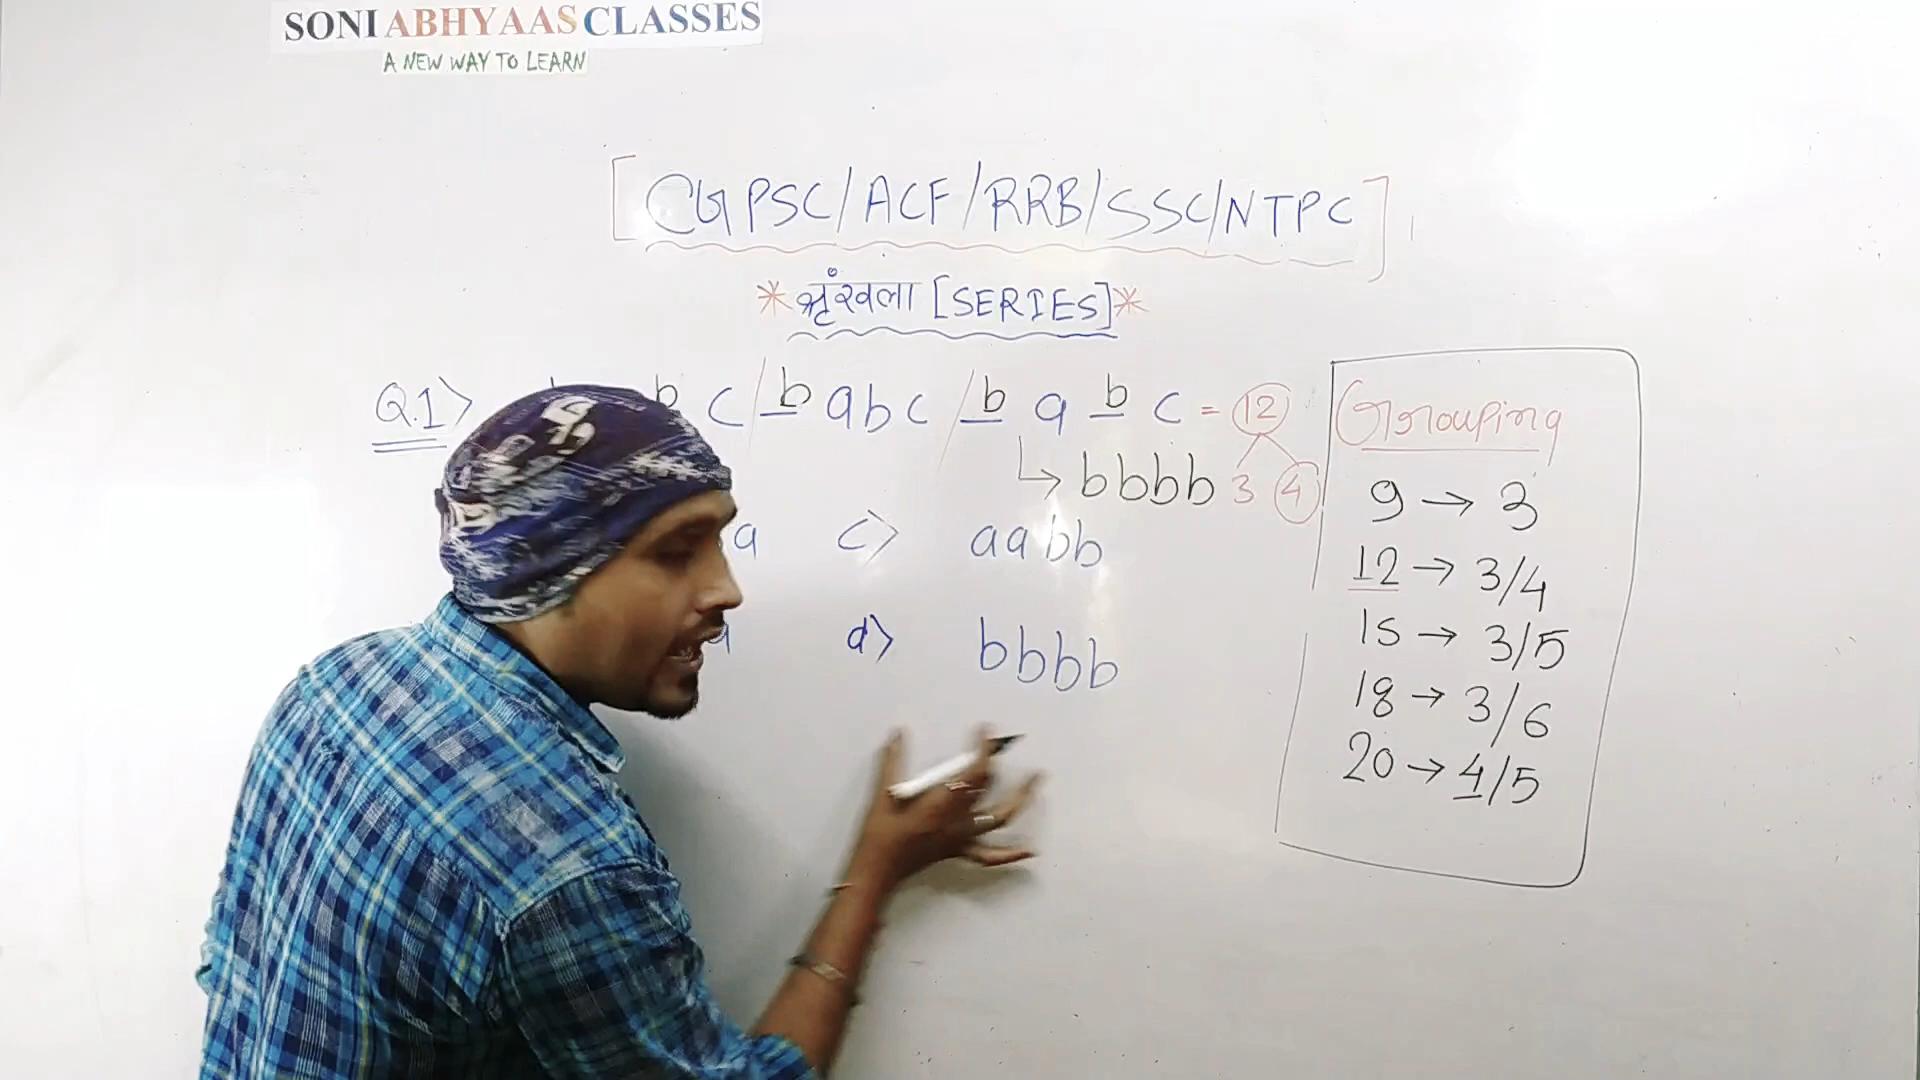 SONI ABHYAAS CLASSES
A NEW WAY TO LEARN
[CGPSC/ACF/RRB/SSC/NTPC]
*श्रृंखला [SERIES]*
Q.1> b c / b a b c / b a b c = 12
↳ bbbb 3 4
a c> aabb
a d> bbbb
Grouping
9 → 3
12 → 3/4
15 → 3/5
18 → 3/6
20 → 4/5